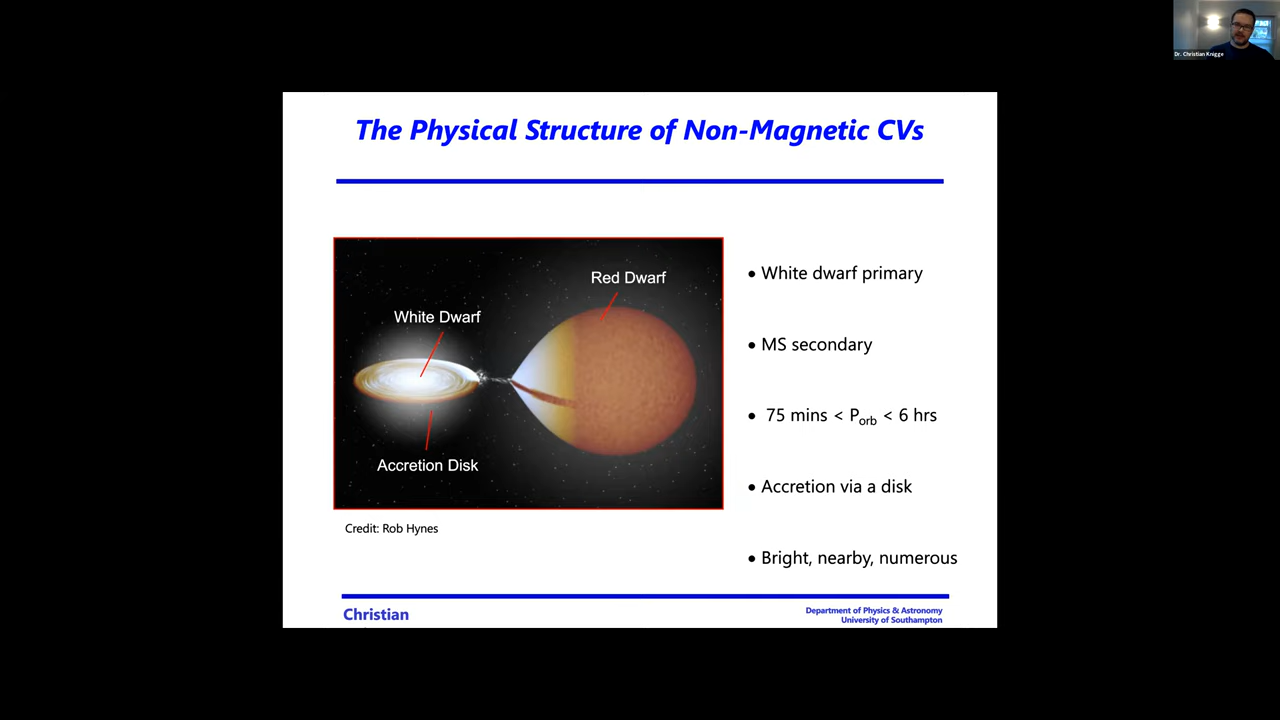 Dr. Christian Knigge
The Physical Structure of Non-Magnetic CVs
Red Dwarf
White Dwarf
Accretion Disk
Credit: Rob Hynes
• White dwarf primary
• MS secondary
• 75 mins < Porb < 6 hrs
• Accretion via a disk
• Bright, nearby, numerous
Christian
Department of Physics & Astronomy
University of Southampton